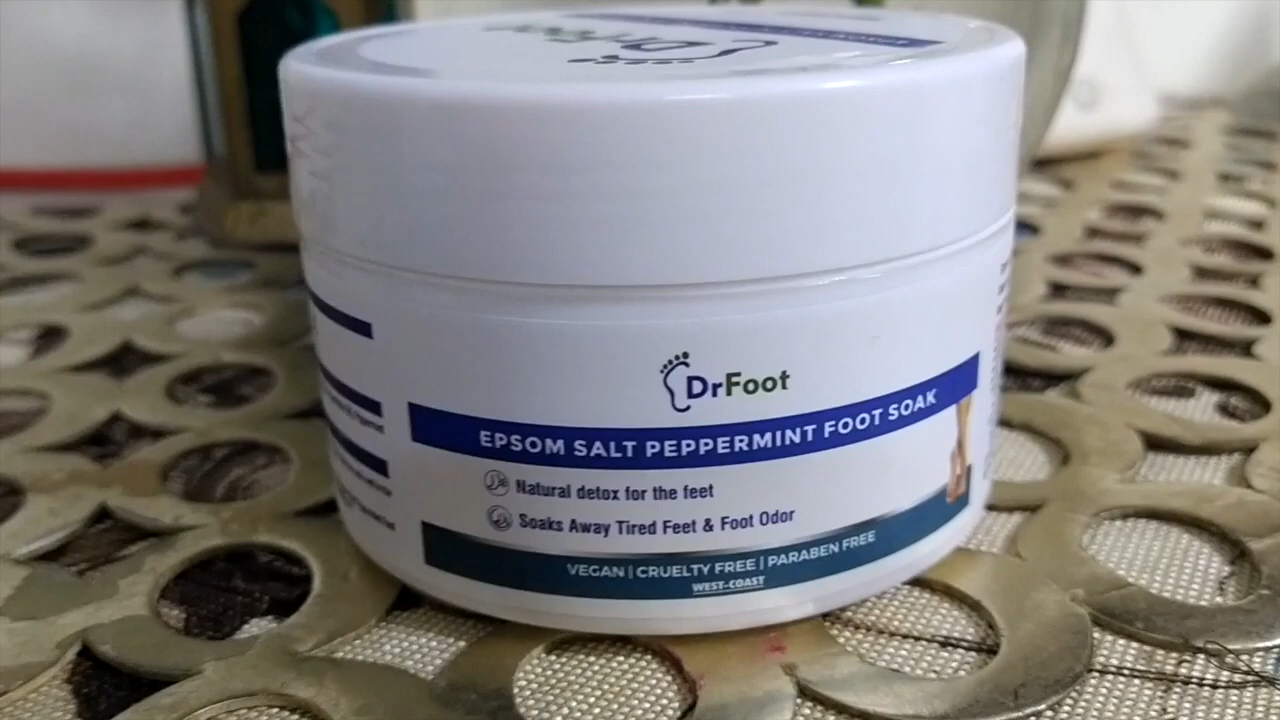 DrFoot
DrFoot
EPSOM SALT PEPPERMINT FOOT SOAK
Natural detox for the feet
Soaks Away Tired Feet & Foot Odor
VEGAN | CRUELTY FREE | PARABEN FREE
WEST-COAST